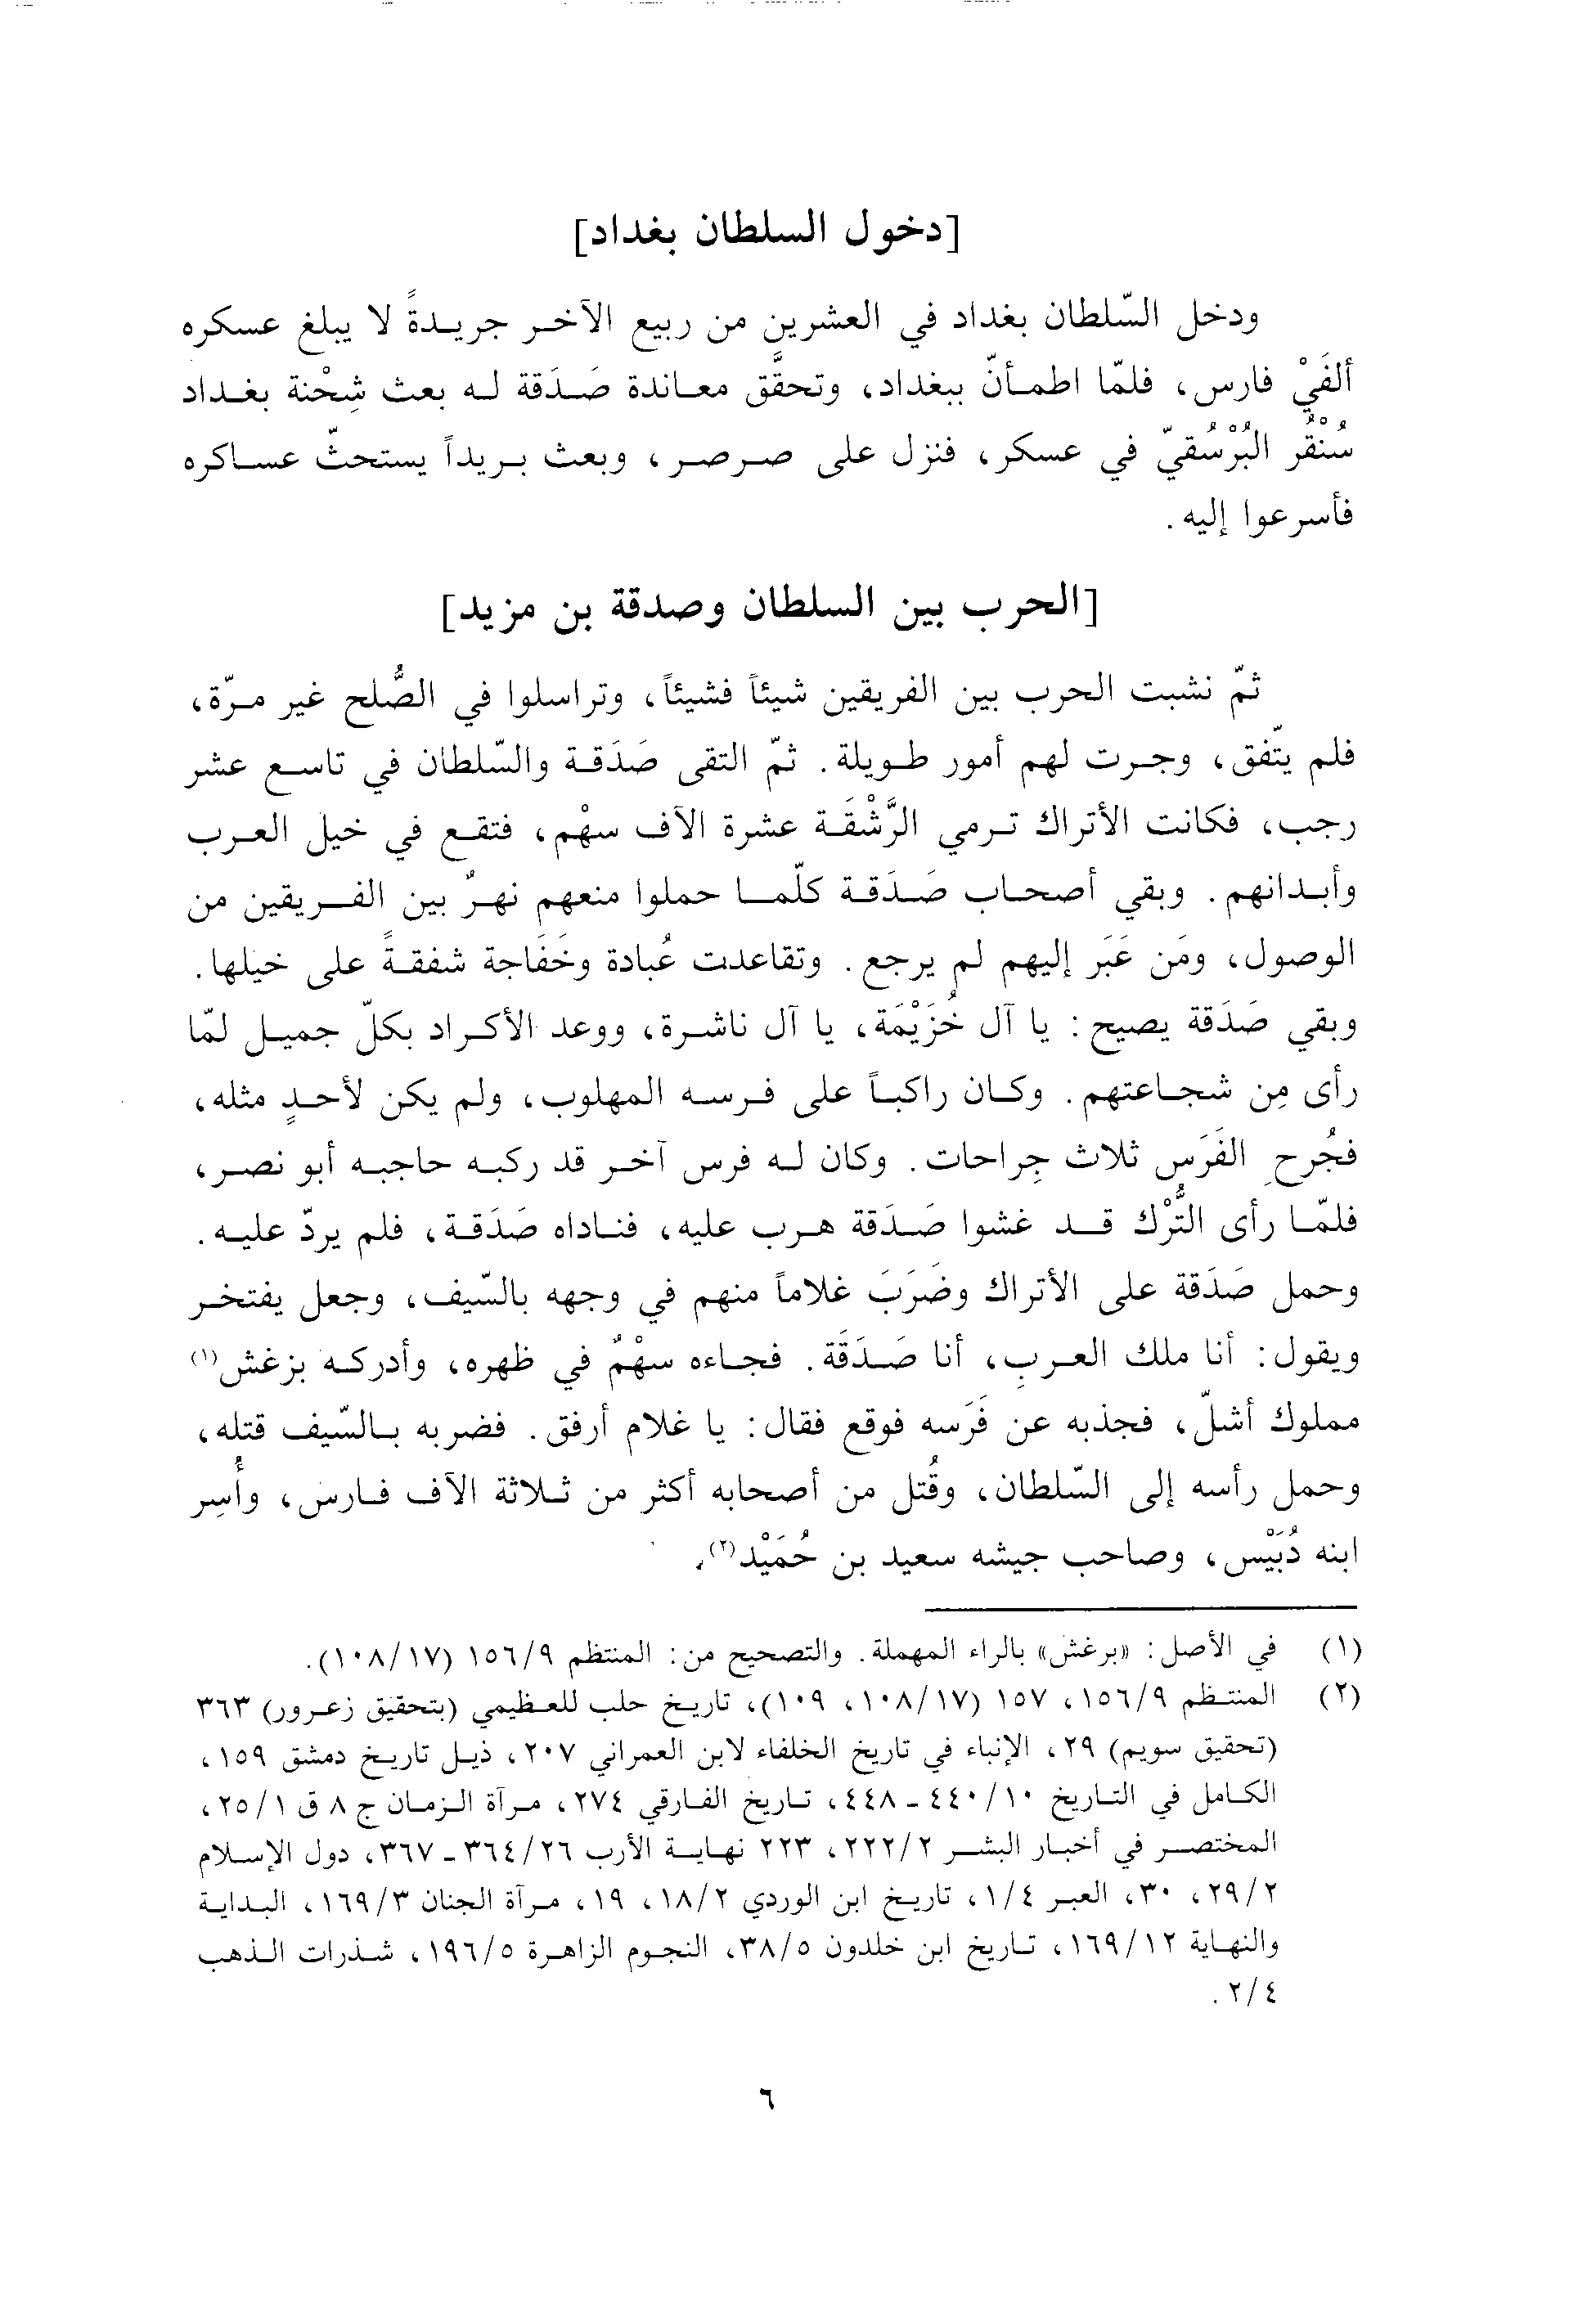 [دخول السلطان بغداد]
ودخل السّلطان بغداد في العشرين من ربيع الآخر جريدةً لا يبلغ عسكره
ألفَيْ فارس، فلمّا اطمأنّ ببغداد، وتحقَّق معاندة صَدَقة له بعث شِحْنة بغداد
سُنْقُر البُرْسُقيّ في عسكر، فنزل على صرصر، وبعث بريداً يستحثّ عساكره
فأسرعوا إليه.
[الحرب بين السلطان وصدقة بن مزيد]
ثمّ نشبت الحرب بين الفريقين شيئاً فشيئاً، وتراسلوا في الصُّلح غير مرّة،
فلم يتّفق، وجرت لهم أمور طويلة. ثمّ التقى صَدَقة والسّلطان في تاسع عشر
رجب، فكانت الأتراك ترمي الرَّشْقَة عشرة الآف سهْم، فتقع في خيل العرب
وأبدانهم. وبقي أصحاب صَدَقة كلّما حملوا منعهم نهرٌ بين الفريقين من
الوصول، ومَن عَبَر إليهم لم يرجع. وتقاعدت عُبادة وخَفَاجة شفقةً على خيلها.
وبقي صَدَقة يصيح: يا آل خُزَيْمَة، يا آل ناشرة، ووعد الأكراد بكلّ جميل لمّا
رأى مِن شجاعتهم. وكان راكباً على فرسه المهلوب، ولم يكن لأحدٍ مثله،
فجُرح الفَرَس ثلاث جِراحات. وكان له فرس آخر قد ركبه حاجبه أبو نصر،
فلمّا رأى التُّرْك قد غشوا صَدَقة هرب عليه، فناداه صَدَقة، فلم يردّ عليه.
وحمل صَدَقة على الأتراك وضَرَبَ غلاماً منهم في وجهه بالسّيف، وجعل يفتخر
ويقول: أنا ملك العربِ، أنا صَدَقَة. فجاءه سهْمٌ في ظهره، وأدركه بزغش(١)
مملوك أشلّ، فجذبه عن فَرَسه فوقع فقال: يا غلام أرفق. فضربه بالسّيف قتله،
وحمل رأسه إلى السّلطان، وقُتل من أصحابه أكثر من ثلاثة الآف فارس، وأُسِر
ابنه دُبَيْس، وصاحب جيشه سعيد بن حُمَيْد(٢).
(١) في الأصل: «برغش» بالراء المهملة. والتصحيح من: المنتظم ١٥٦/٩ (١٠٨/١٧).
(٢) المنتظم ١٥٦/٩، ١٥٧ (١٠٨/١٧، ١٠٩)، تاريخ حلب للعظيمي (بتحقيق زعرور) ٣٦٣
(تحقيق سويم) ٢٩، الإنباء في تاريخ الخلفاء لابن العمراني ٢٠٧، ذيل تاريخ دمشق ١٥٩،
الكامل في التاريخ ٤٤٠/١٠ - ٤٤٨، تاريخ الفارقي ٢٧٤، مرآة الزمان ج ٨ ق ٢٥/١،
المختصر في أخبار البشر ٢٢٢/٢، ٢٢٣ نهاية الأرب ٣٦٤/٢٦ - ٣٦٧، دول الإسلام
٢٩/٢، ٣٠، العبر ١/٤، تاريخ ابن الوردي ١٨/٢، ١٩، مرآة الجنان ١٦٩/٣، البداية
والنهاية ١٦٩/١٢، تاريخ ابن خلدون ٣٨/٥، النجوم الزاهرة ١٩٦/٥، شذرات الذهب
٢/٤.
٦